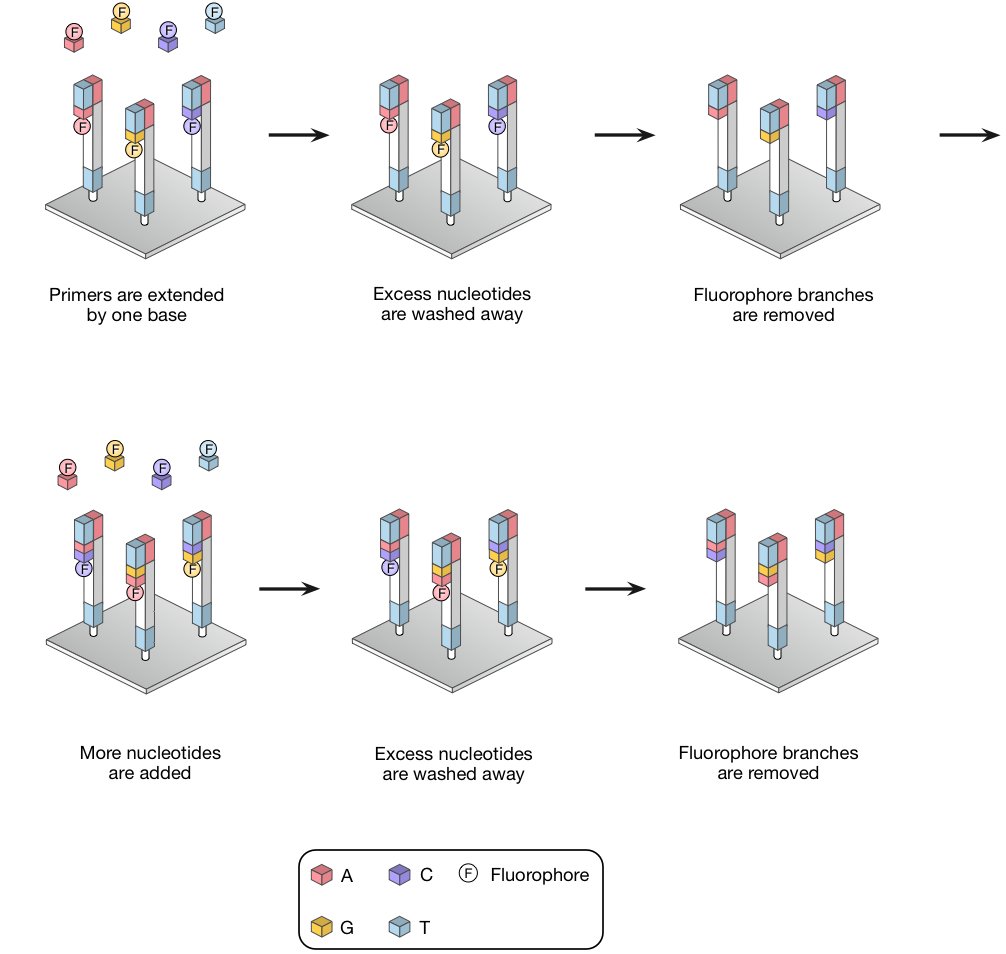 F F F F
F F F
F F F
Primers are extended
by one base
Excess nucleotides
are washed away
Fluorophore branches
are removed
F F F F
F F F
F F F
More nucleotides
are added
Excess nucleotides
are washed away
Fluorophore branches
are removed
A C F Fluorophore
G T